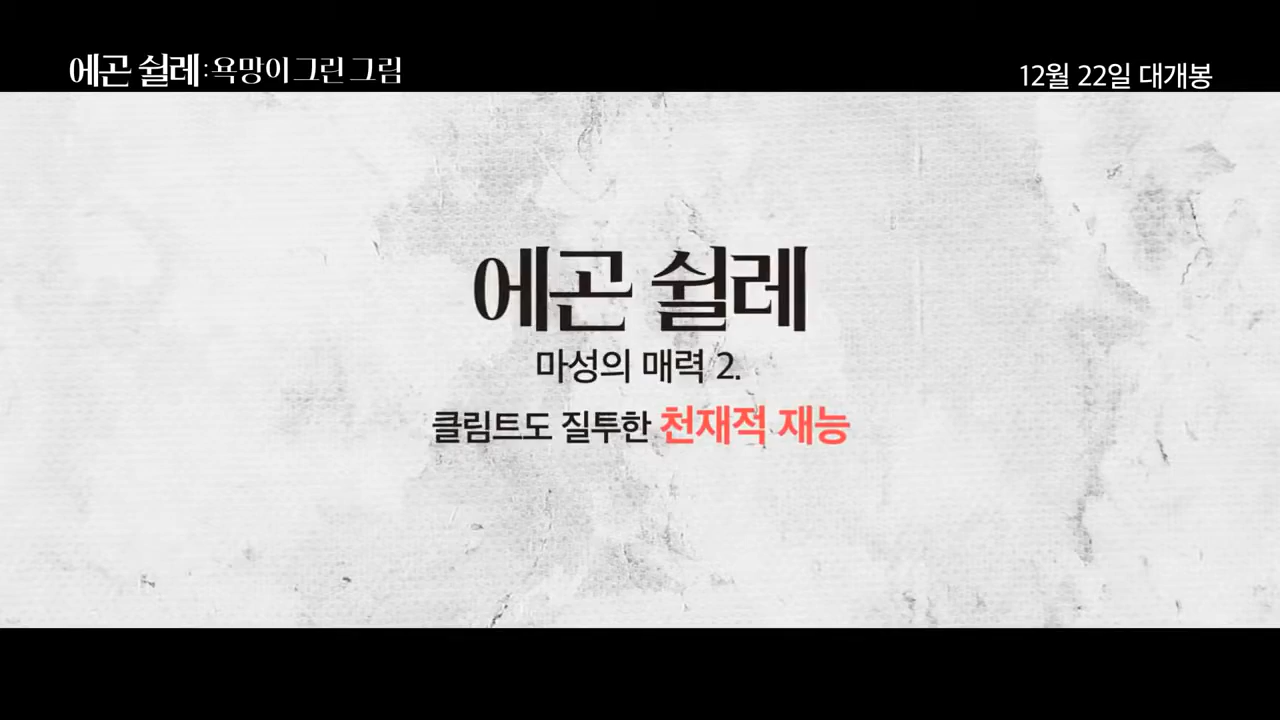 에곤 쉴레:욕망이 그린 그림
12월 22일 대개봉
에곤 쉴레
마성의 매력 2.
클림트도 질투한 천재적 재능